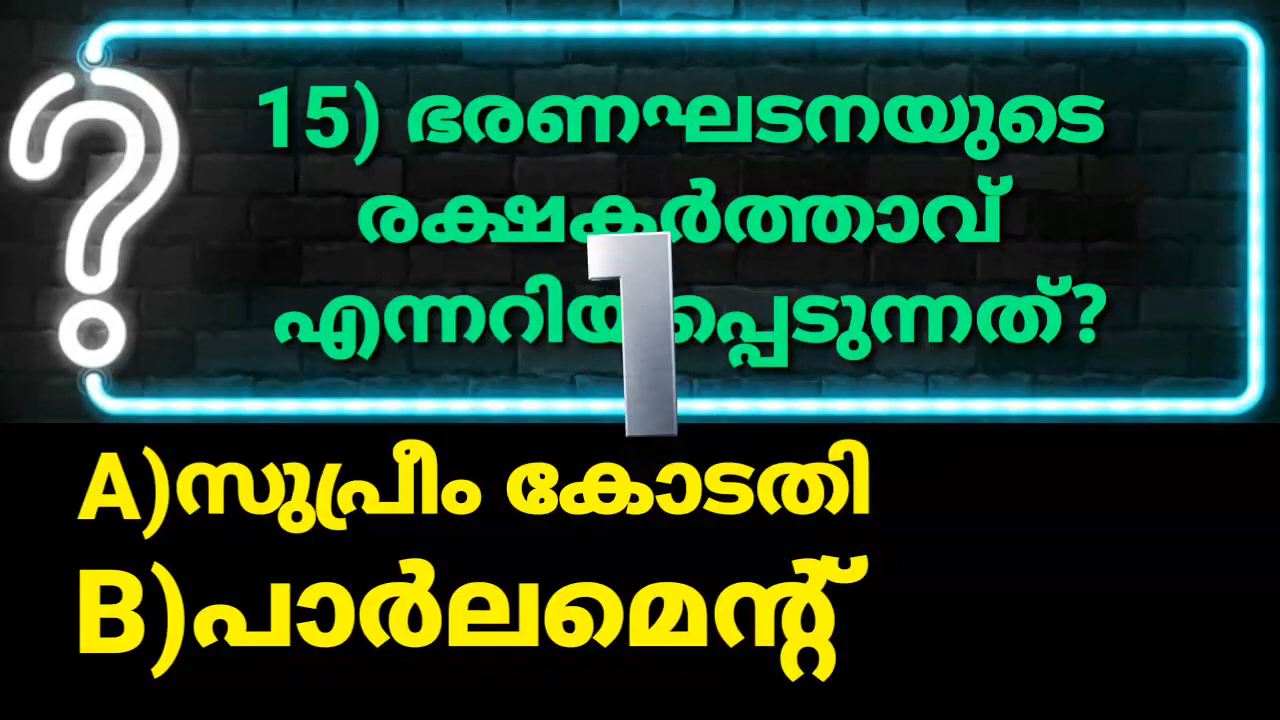 15) ഭരണഘടനയുടെ
രക്ഷകർത്താവ്
എന്നറിയപ്പെടുന്നത്?
1
A)സുപ്രീം കോടതി
B)പാർലമെന്റ്